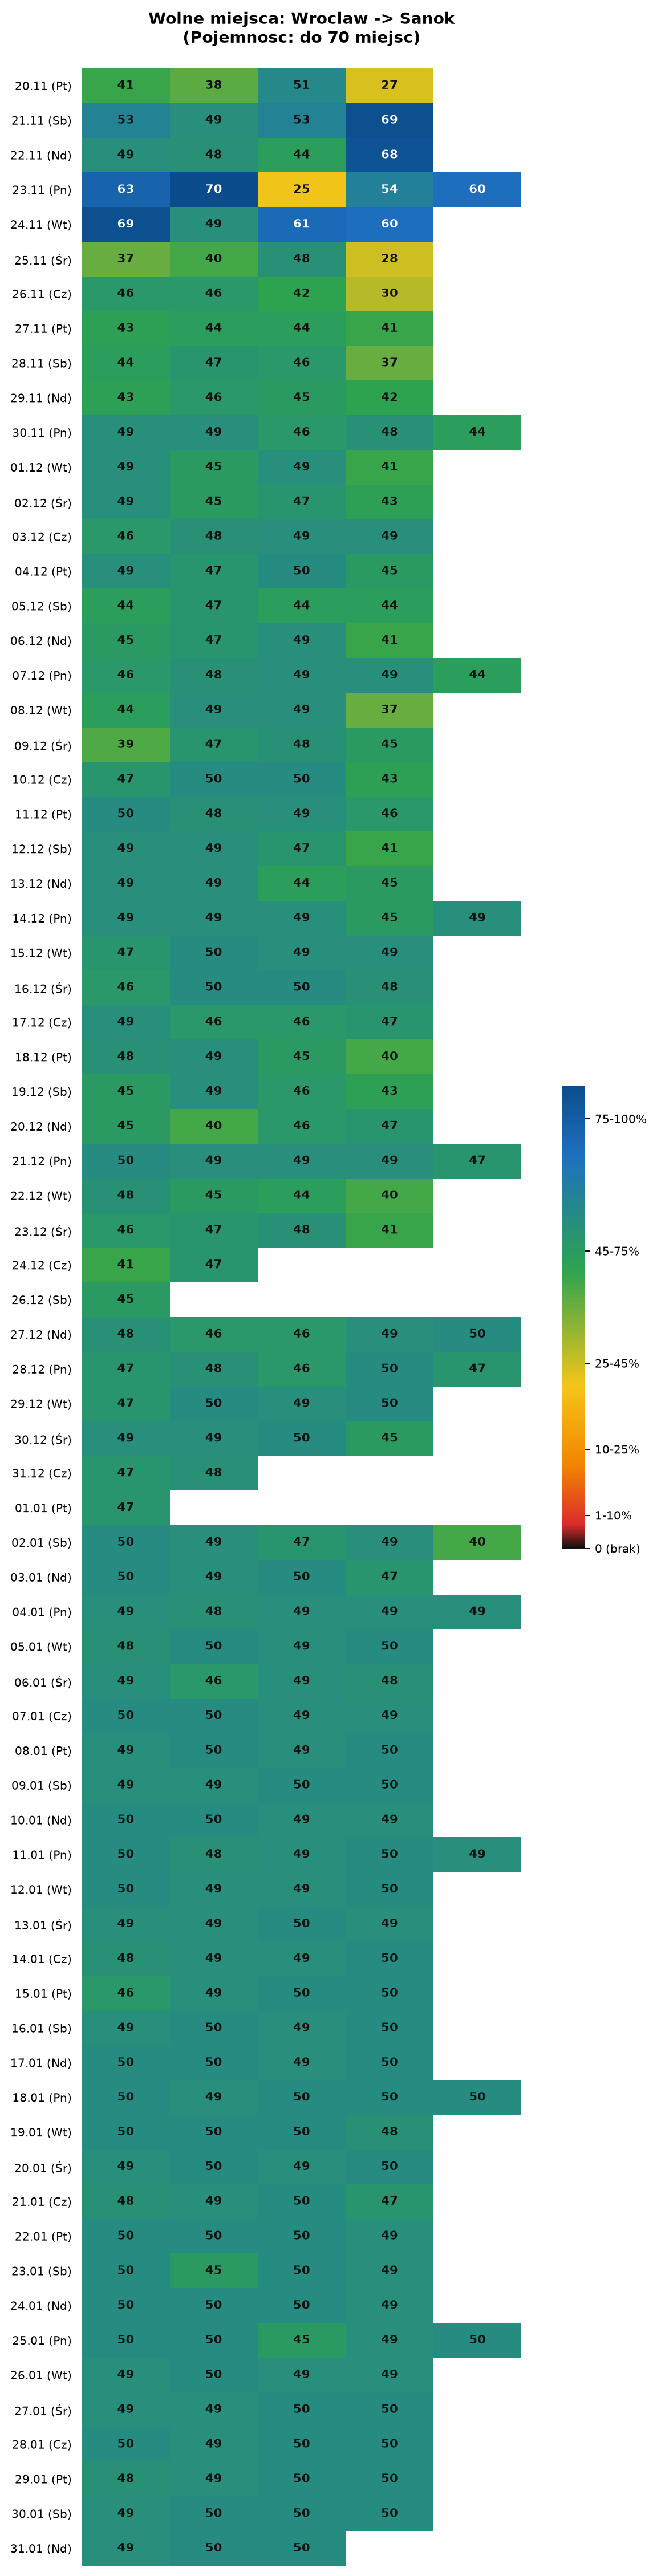 Wolne miejsca: Wroclaw -> Sanok
(Pojemnosc: do 70 miejsc)
20.11 (Pt) 41 38 51 27
21.11 (Sb) 53 49 53 69
22.11 (Nd) 49 48 44 68
23.11 (Pn) 63 70 25 54 60
24.11 (Wt) 69 49 61 60
25.11 (Śr) 37 40 48 28
26.11 (Cz) 46 46 42 30
27.11 (Pt) 43 44 44 41
28.11 (Sb) 44 47 46 37
29.11 (Nd) 43 46 45 42
30.11 (Pn) 49 49 46 48 44
01.12 (Wt) 49 45 49 41
02.12 (Śr) 49 45 47 43
03.12 (Cz) 46 48 49 49
04.12 (Pt) 49 47 50 45
05.12 (Sb) 44 47 44 44
06.12 (Nd) 45 47 49 41
07.12 (Pn) 46 48 49 49 44
08.12 (Wt) 44 49 49 37
09.12 (Śr) 39 47 48 45
10.12 (Cz) 47 50 50 43
11.12 (Pt) 50 48 49 46
12.12 (Sb) 49 49 47 41
13.12 (Nd) 49 49 44 45
14.12 (Pn) 49 49 49 45 49
15.12 (Wt) 47 50 49 49
16.12 (Śr) 46 50 50 48
17.12 (Cz) 49 46 46 47
18.12 (Pt) 48 49 45 40
19.12 (Sb) 45 49 46 43
20.12 (Nd) 45 40 46 47
21.12 (Pn) 50 49 49 49 47
22.12 (Wt) 48 45 44 40
23.12 (Śr) 46 47 48 41
24.12 (Cz) 41 47
26.12 (Sb) 45
27.12 (Nd) 48 46 46 49 50
28.12 (Pn) 47 48 46 50 47
29.12 (Wt) 47 50 49 50
30.12 (Śr) 49 49 50 45
31.12 (Cz) 47 48
01.01 (Pt) 47
02.01 (Sb) 50 49 47 49 40
03.01 (Nd) 50 49 50 47
04.01 (Pn) 49 48 49 49 49
05.01 (Wt) 48 50 49 50
06.01 (Śr) 49 46 49 48
07.01 (Cz) 50 50 49 49
08.01 (Pt) 49 50 49 50
09.01 (Sb) 49 49 50 50
10.01 (Nd) 50 50 49 49
11.01 (Pn) 50 48 49 50 49
12.01 (Wt) 50 49 49 50
13.01 (Śr) 49 49 50 49
14.01 (Cz) 48 49 49 50
15.01 (Pt) 46 49 50 50
16.01 (Sb) 49 50 49 50
17.01 (Nd) 50 50 49 50
18.01 (Pn) 50 49 50 50 50
19.01 (Wt) 50 50 50 48
20.01 (Śr) 49 50 49 50
21.01 (Cz) 48 49 50 47
22.01 (Pt) 50 50 50 49
23.01 (Sb) 50 45 50 49
24.01 (Nd) 50 50 50 49
25.01 (Pn) 50 50 45 49 50
26.01 (Wt) 49 50 49 49
27.01 (Śr) 49 49 50 50
28.01 (Cz) 50 49 50 50
29.01 (Pt) 48 49 50 50
30.01 (Sb) 49 50 50 50
31.01 (Nd) 49 50 50
75-100%
45-75%
25-45%
10-25%
1-10%
0 (brak)